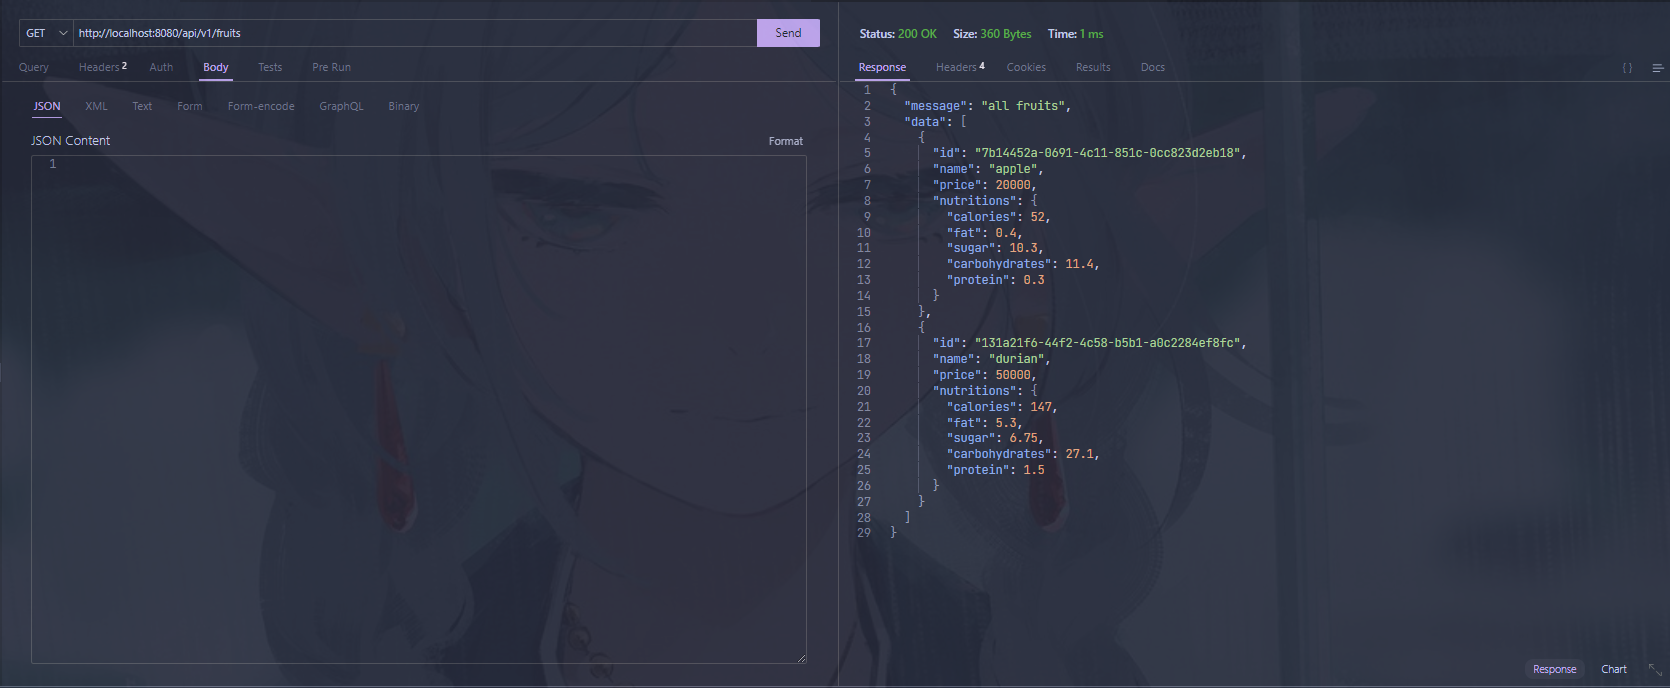 GET http://localhost:8080/api/v1/fruits Send
Query Headers 2 Auth Body Tests Pre Run
JSON XML Text Form Form-encode GraphQL Binary
JSON Content Format
1
Status: 200 OK Size: 360 Bytes Time: 1 ms
Response Headers 4 Cookies Results Docs { }
1 {
2 "message": "all fruits",
3 "data": [
4 {
5 "id": "7b14452a-0691-4c11-851c-0cc823d2eb18",
6 "name": "apple",
7 "price": 20000,
8 "nutritions": {
9 "calories": 52,
10 "fat": 0.4,
11 "sugar": 10.3,
12 "carbohydrates": 11.4,
13 "protein": 0.3
14 }
15 },
16 {
17 "id": "131a21f6-44f2-4c58-b5b1-a0c2284ef8fc",
18 "name": "durian",
19 "price": 50000,
20 "nutritions": {
21 "calories": 147,
22 "fat": 5.3,
23 "sugar": 6.75,
24 "carbohydrates": 27.1,
25 "protein": 1.5
26 }
27 }
28 ]
29 }
Response Chart